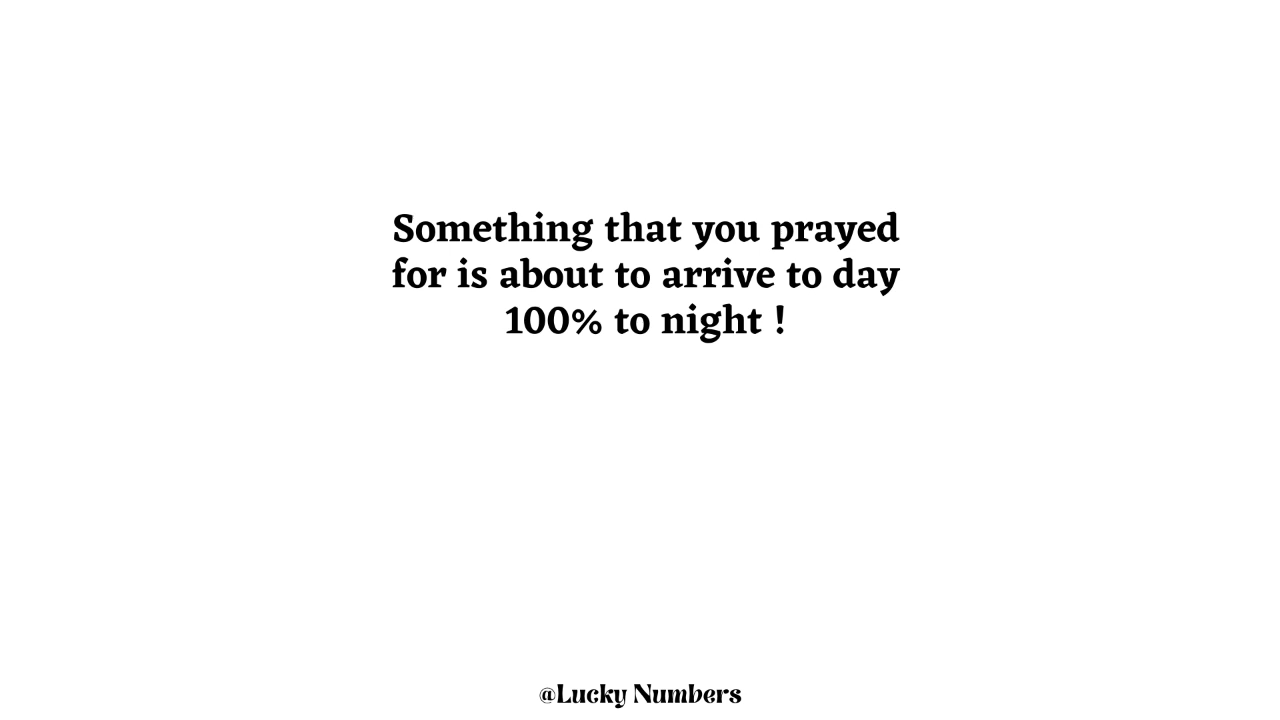 Something that you prayed
for is about to arrive to day
100% to night !
@Lucky Numbers